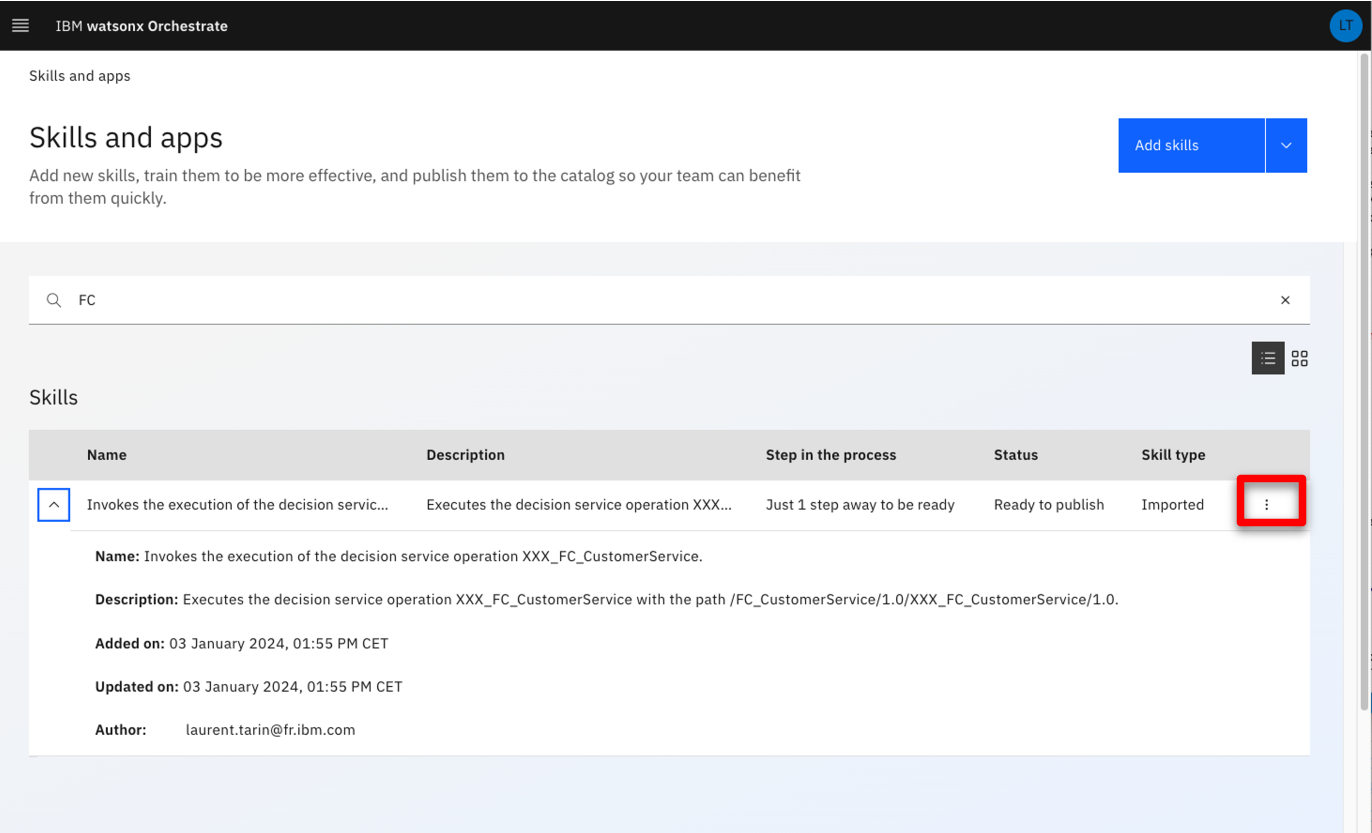 IBM watsonx Orchestrate
LT
Skills and apps
Skills and apps
Add skills
Add new skills, train them to be more effective, and publish them to the catalog so your team can benefit
from them quickly.
FC
Skills
Name Description Step in the process Status Skill type
Invokes the execution of the decision servic... Executes the decision service operation XXX... Just 1 step away to be ready Ready to publish Imported
Name: Invokes the execution of the decision service operation XXX_FC_CustomerService.
Description: Executes the decision service operation XXX_FC_CustomerService with the path /FC_CustomerService/1.0/XXX_FC_CustomerService/1.0.
Added on: 03 January 2024, 01:55 PM CET
Updated on: 03 January 2024, 01:55 PM CET
Author: laurent.tarin@fr.ibm.com